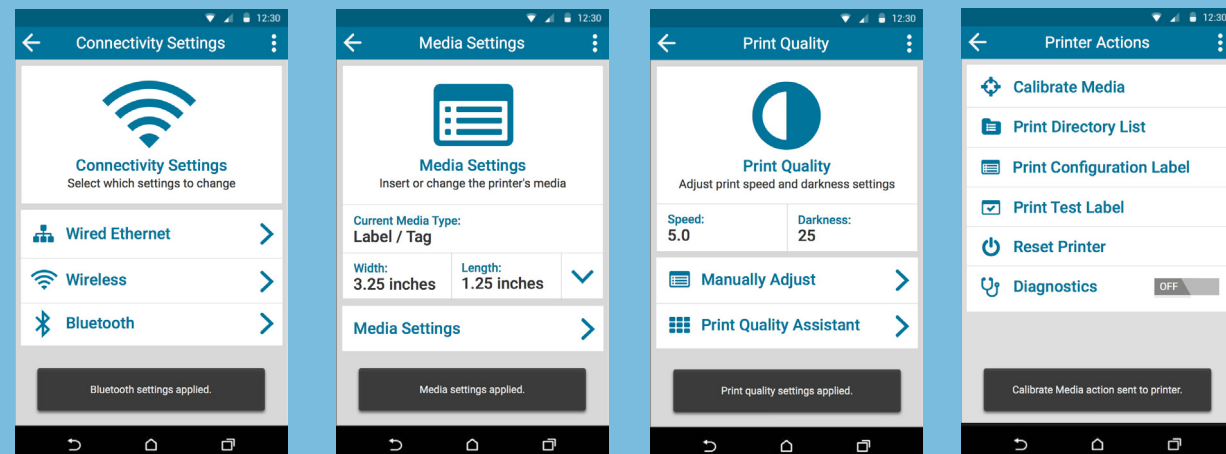 12:30
Connectivity Settings
Connectivity Settings
Select which settings to change
Wired Ethernet
Wireless
Bluetooth
Bluetooth settings applied.
12:30
Media Settings
Media Settings
Insert or change the printer's media
Current Media Type:
Label / Tag
Width: Length:
3.25 inches 1.25 inches
Media Settings
Media settings applied.
12:30
Print Quality
Print Quality
Adjust print speed and darkness settings
Speed: Darkness:
5.0 25
Manually Adjust
Print Quality Assistant
Print quality settings applied.
12:30
Printer Actions
Calibrate Media
Print Directory List
Print Configuration Label
Print Test Label
Reset Printer
Diagnostics OFF
Calibrate Media action sent to printer.